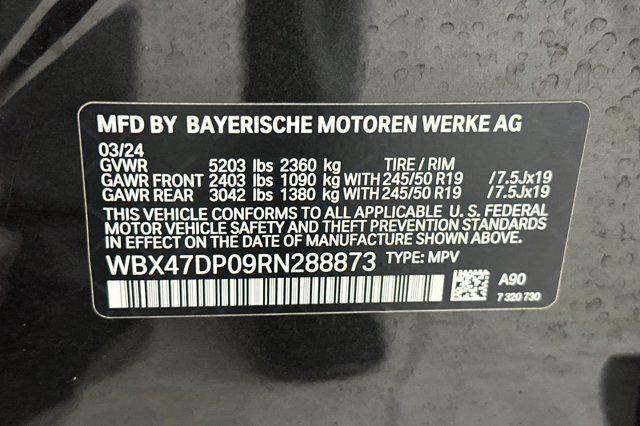 MFD BY BAYERISCHE MOTOREN WERKE AG
03/24
GVWR 5203 lbs 2360 kg TIRE / RIM
GAWR FRONT 2403 lbs 1090 kg WITH 245/50 R19 /7.5Jx19
GAWR REAR 3042 lbs 1380 kg WITH 245/50 R19 /7.5Jx19
THIS VEHICLE CONFORMS TO ALL APPLICABLE U. S. FEDERAL
MOTOR VEHICLE SAFETY AND THEFT PREVENTION STANDARDS
IN EFFECT ON THE DATE OF MANUFACTURE SHOWN ABOVE.
WBX47DP09RN288873 TYPE: MPV
A90
7 320 730